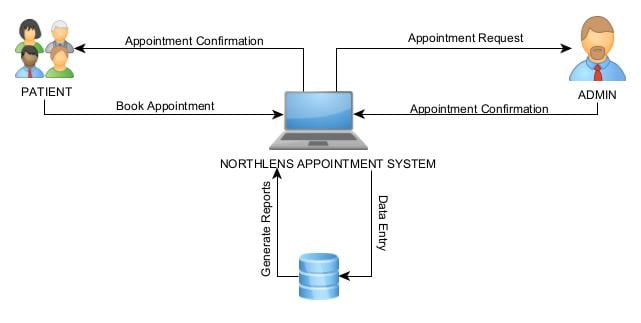 Appointment Confirmation
Appointment Request
PATIENT
ADMIN
Book Appointment
Appointment Confirmation
NORTHLENS APPOINTMENT SYSTEM
Generate Reports
Data Entry